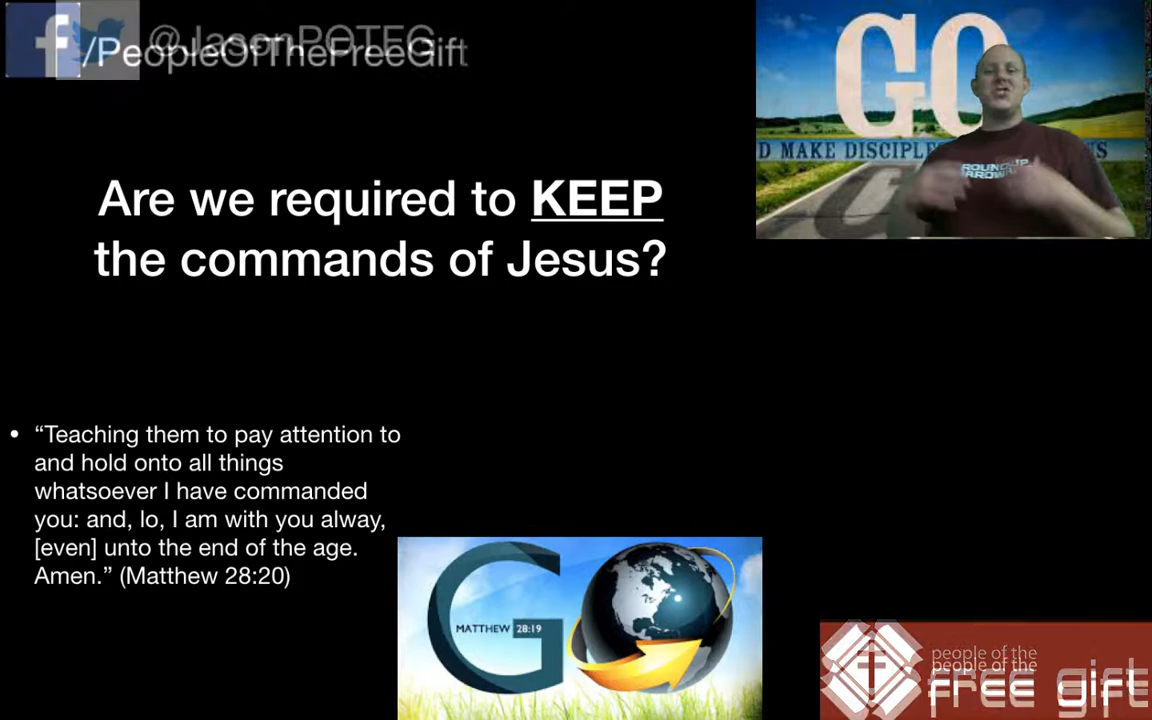 /PeopleOfTheFreeGift
GO
Are we required to KEEP
the commands of Jesus?
• “Teaching them to pay attention to
and hold onto all things
whatsoever I have commanded
you: and, lo, I am with you alway,
[even] unto the end of the age.
Amen.” (Matthew 28:20)
GO
MATTHEW 28:19
people of the
free gift